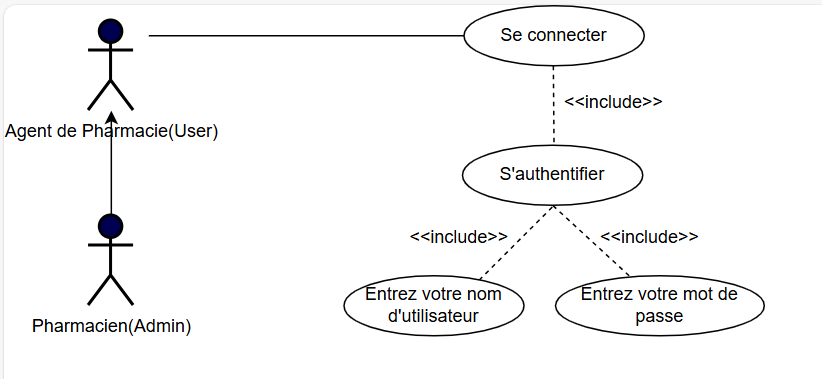 Se connecter
<<include>>
Agent de Pharmacie(User)
S'authentifier
<<include>>
<<include>>
Entrez votre nom
d'utilisateur
Entrez votre mot de
passe
Pharmacien(Admin)